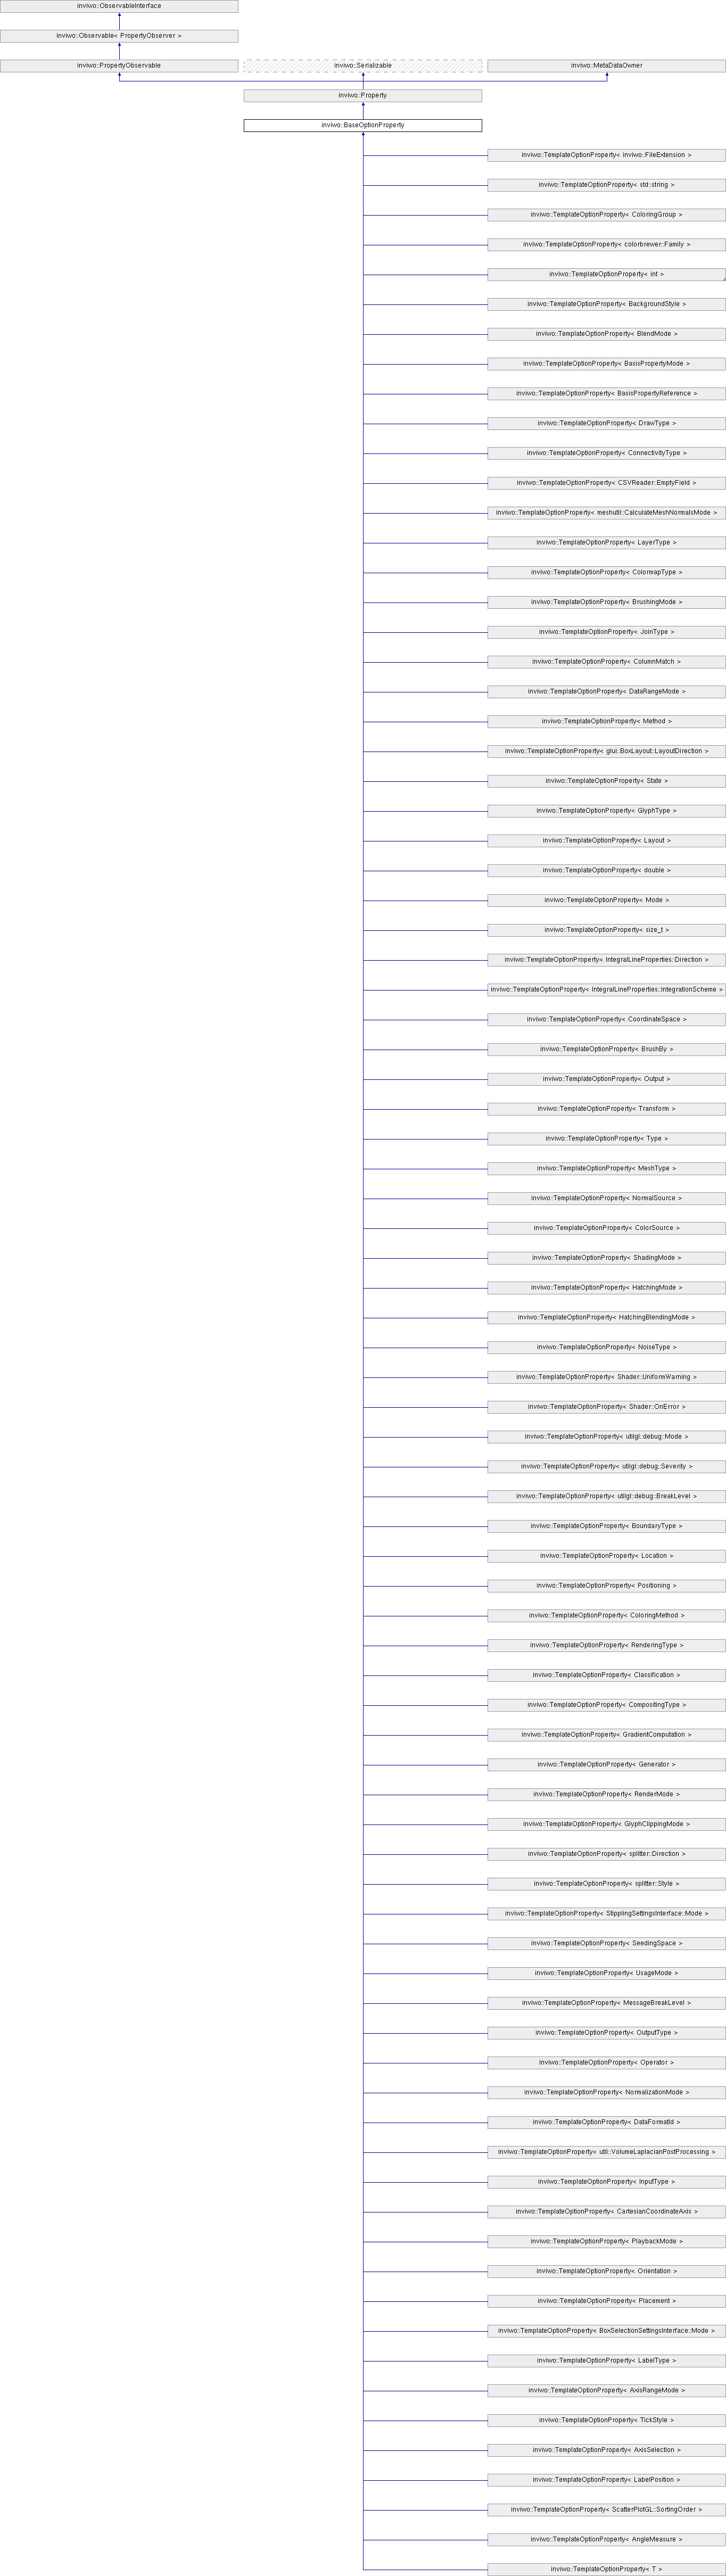 inviwo::ObservableInterface
inviwo::Observable< PropertyObserver >
inviwo::PropertyObservable
inviwo::Serializable
inviwo::MetaDataOwner
inviwo::Property
inviwo::BaseOptionProperty
inviwo::TemplateOptionProperty< inviwo::FileExtension >
inviwo::TemplateOptionProperty< std::string >
inviwo::TemplateOptionProperty< ColoringGroup >
inviwo::TemplateOptionProperty< colorbrewer::Family >
inviwo::TemplateOptionProperty< int >
inviwo::TemplateOptionProperty< BackgroundStyle >
inviwo::TemplateOptionProperty< BlendMode >
inviwo::TemplateOptionProperty< BasisPropertyMode >
inviwo::TemplateOptionProperty< BasisPropertyReference >
inviwo::TemplateOptionProperty< DrawType >
inviwo::TemplateOptionProperty< ConnectivityType >
inviwo::TemplateOptionProperty< CSVReader::EmptyField >
inviwo::TemplateOptionProperty< meshutil::CalculateMeshNormalsMode >
inviwo::TemplateOptionProperty< LayerType >
inviwo::TemplateOptionProperty< ColormapType >
inviwo::TemplateOptionProperty< BrushingMode >
inviwo::TemplateOptionProperty< JoinType >
inviwo::TemplateOptionProperty< ColumnMatch >
inviwo::TemplateOptionProperty< DataRangeMode >
inviwo::TemplateOptionProperty< Method >
inviwo::TemplateOptionProperty< glui::BoxLayout::LayoutDirection >
inviwo::TemplateOptionProperty< State >
inviwo::TemplateOptionProperty< GlyphType >
inviwo::TemplateOptionProperty< Layout >
inviwo::TemplateOptionProperty< double >
inviwo::TemplateOptionProperty< Mode >
inviwo::TemplateOptionProperty< size_t >
inviwo::TemplateOptionProperty< IntegralLineProperties::Direction >
inviwo::TemplateOptionProperty< IntegralLineProperties::IntegrationScheme >
inviwo::TemplateOptionProperty< CoordinateSpace >
inviwo::TemplateOptionProperty< BrushBy >
inviwo::TemplateOptionProperty< Output >
inviwo::TemplateOptionProperty< Transform >
inviwo::TemplateOptionProperty< Type >
inviwo::TemplateOptionProperty< MeshType >
inviwo::TemplateOptionProperty< NormalSource >
inviwo::TemplateOptionProperty< ColorSource >
inviwo::TemplateOptionProperty< ShadingMode >
inviwo::TemplateOptionProperty< HatchingMode >
inviwo::TemplateOptionProperty< HatchingBlendingMode >
inviwo::TemplateOptionProperty< NoiseType >
inviwo::TemplateOptionProperty< Shader::UniformWarning >
inviwo::TemplateOptionProperty< Shader::OnError >
inviwo::TemplateOptionProperty< utilgl::debug::Mode >
inviwo::TemplateOptionProperty< utilgl::debug::Severity >
inviwo::TemplateOptionProperty< utilgl::debug::BreakLevel >
inviwo::TemplateOptionProperty< BoundaryType >
inviwo::TemplateOptionProperty< Location >
inviwo::TemplateOptionProperty< Positioning >
inviwo::TemplateOptionProperty< ColoringMethod >
inviwo::TemplateOptionProperty< RenderingType >
inviwo::TemplateOptionProperty< Classification >
inviwo::TemplateOptionProperty< CompositingType >
inviwo::TemplateOptionProperty< GradientComputation >
inviwo::TemplateOptionProperty< Generator >
inviwo::TemplateOptionProperty< RenderMode >
inviwo::TemplateOptionProperty< GlyphClippingMode >
inviwo::TemplateOptionProperty< splitter::Direction >
inviwo::TemplateOptionProperty< splitter::Style >
inviwo::TemplateOptionProperty< StipplingSettingsInterface::Mode >
inviwo::TemplateOptionProperty< SeedingSpace >
inviwo::TemplateOptionProperty< UsageMode >
inviwo::TemplateOptionProperty< MessageBreakLevel >
inviwo::TemplateOptionProperty< OutputType >
inviwo::TemplateOptionProperty< Operator >
inviwo::TemplateOptionProperty< NormalizationMode >
inviwo::TemplateOptionProperty< DataFormatId >
inviwo::TemplateOptionProperty< util::VolumeLaplacianPostProcessing >
inviwo::TemplateOptionProperty< InputType >
inviwo::TemplateOptionProperty< CartesianCoordinateAxis >
inviwo::TemplateOptionProperty< PlaybackMode >
inviwo::TemplateOptionProperty< Orientation >
inviwo::TemplateOptionProperty< Placement >
inviwo::TemplateOptionProperty< BoxSelectionSettingsInterface::Mode >
inviwo::TemplateOptionProperty< LabelType >
inviwo::TemplateOptionProperty< AxisRangeMode >
inviwo::TemplateOptionProperty< TickStyle >
inviwo::TemplateOptionProperty< AxisSelection >
inviwo::TemplateOptionProperty< LabelPosition >
inviwo::TemplateOptionProperty< ScatterPlotGL::SortingOrder >
inviwo::TemplateOptionProperty< AngleMeasure >
inviwo::TemplateOptionProperty< T >